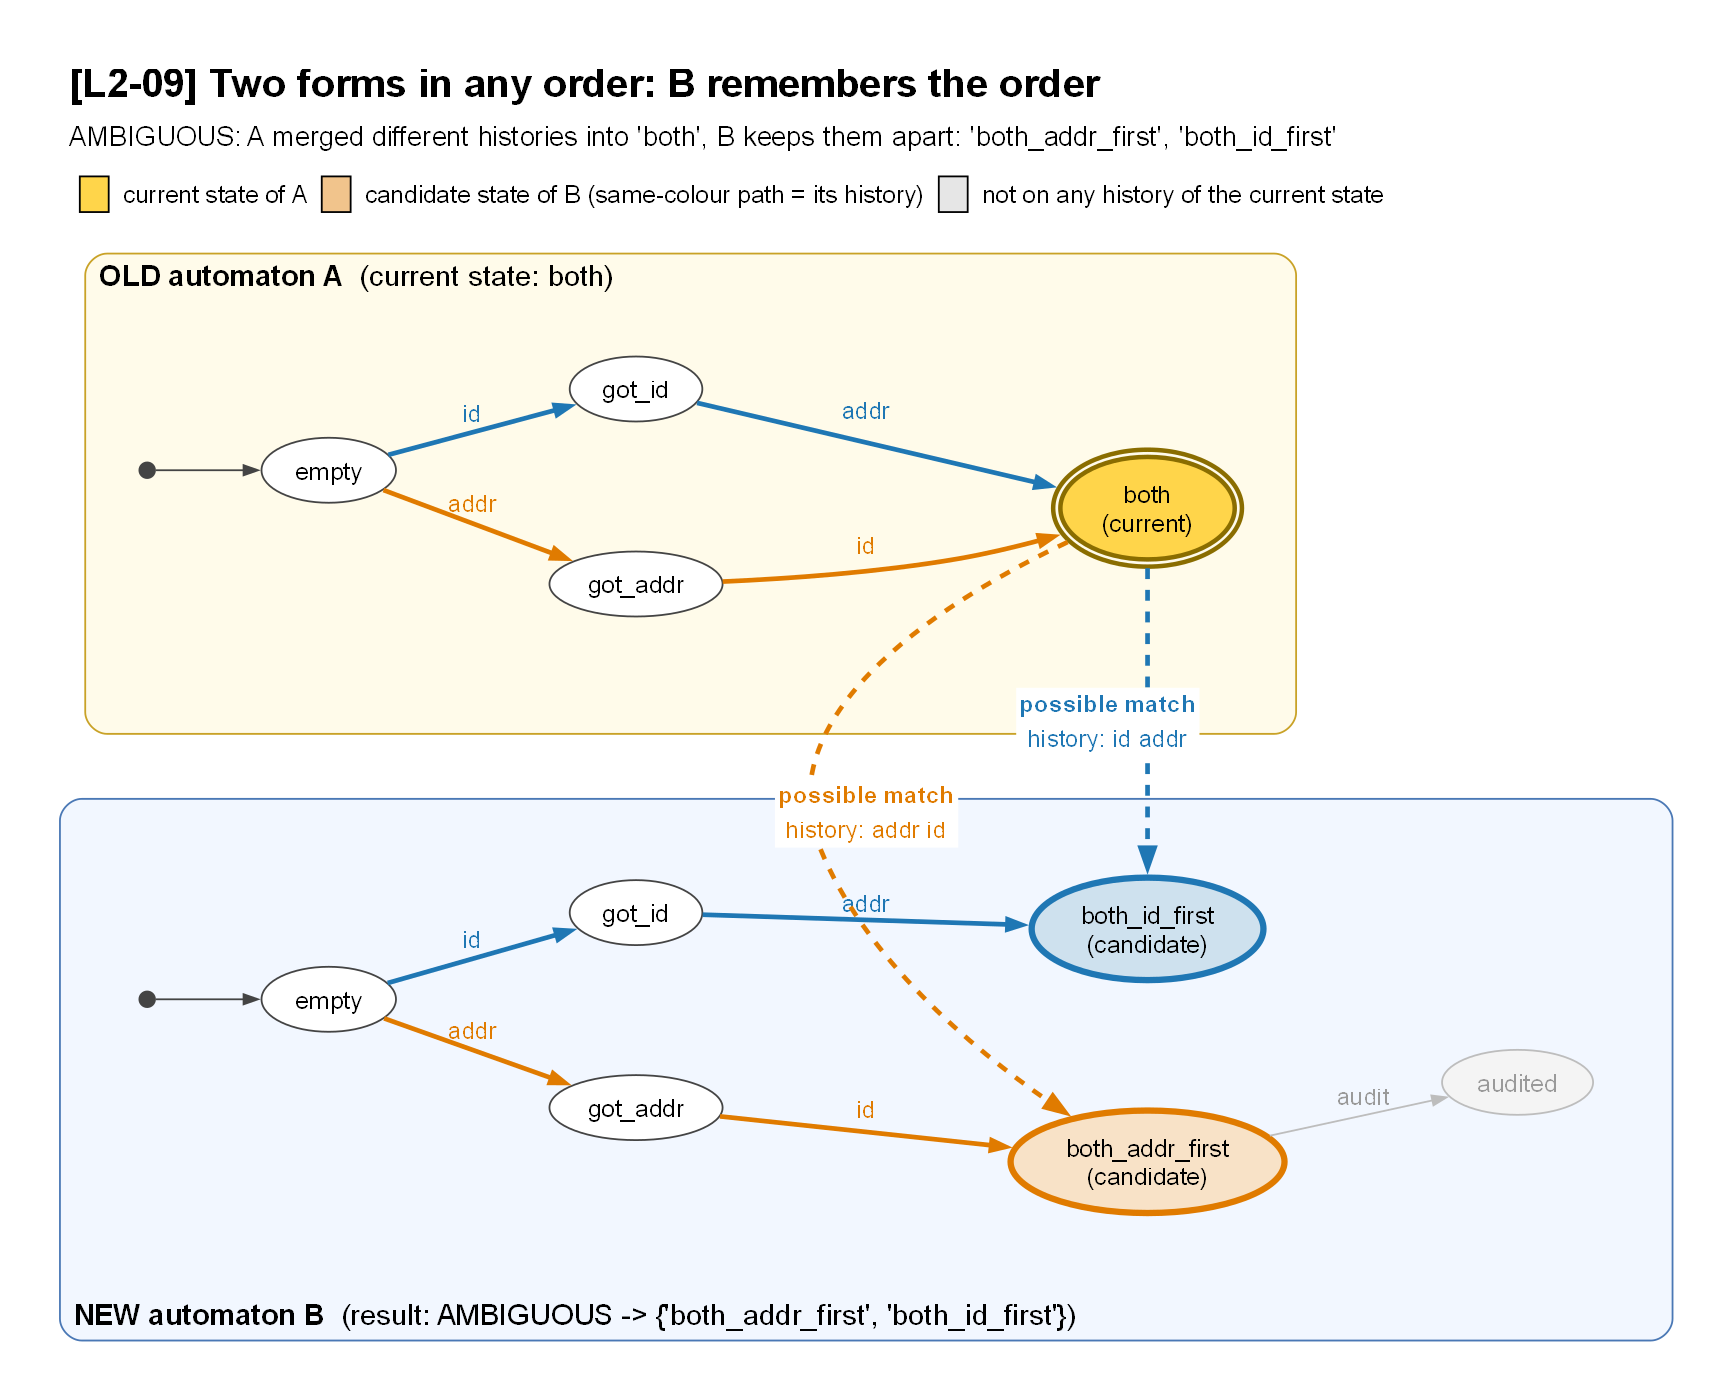 [L2-09] Two forms in any order: B remembers the order
AMBIGUOUS: A merged different histories into 'both', B keeps them apart: 'both_addr_first', 'both_id_first'
current state of A
candidate state of B (same-colour path = its history)
not on any history of the current state
OLD automaton A (current state: both)
got_id
id
addr
empty
both
(current)
addr
id
got_addr
possible match
history: id addr
possible match
history: addr id
got_id
addr
both_id_first
(candidate)
id
empty
addr
got_addr
id
both_addr_first
(candidate)
audit
audited
NEW automaton B (result: AMBIGUOUS -> {'both_addr_first', 'both_id_first'})